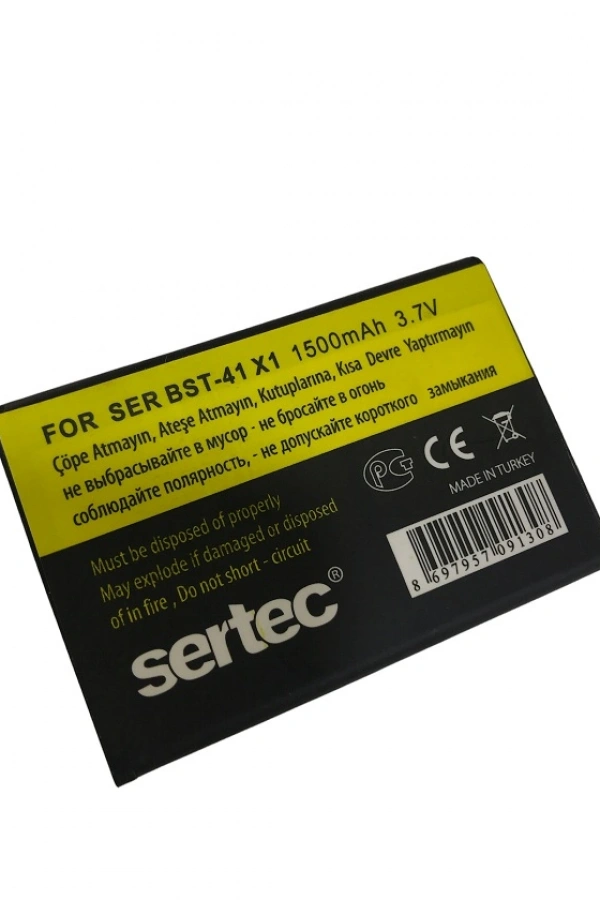 FOR SER BST-41 X1 1500mAh 3.7V
Çöpe Atmayın, Ateşe Atmayın, Kutuplarına, Kısa Devre Yaptırmayın
не выбрасывайте в мусор - не бросайте в огонь
соблюдайте полярность, - не допускайте короткого замыкания
PG CE
MADE IN TURKEY
Must be disposed of properly
May explode if damaged or disposed
of in fire , Do not short - circuit
sertec®
8 697957 091308